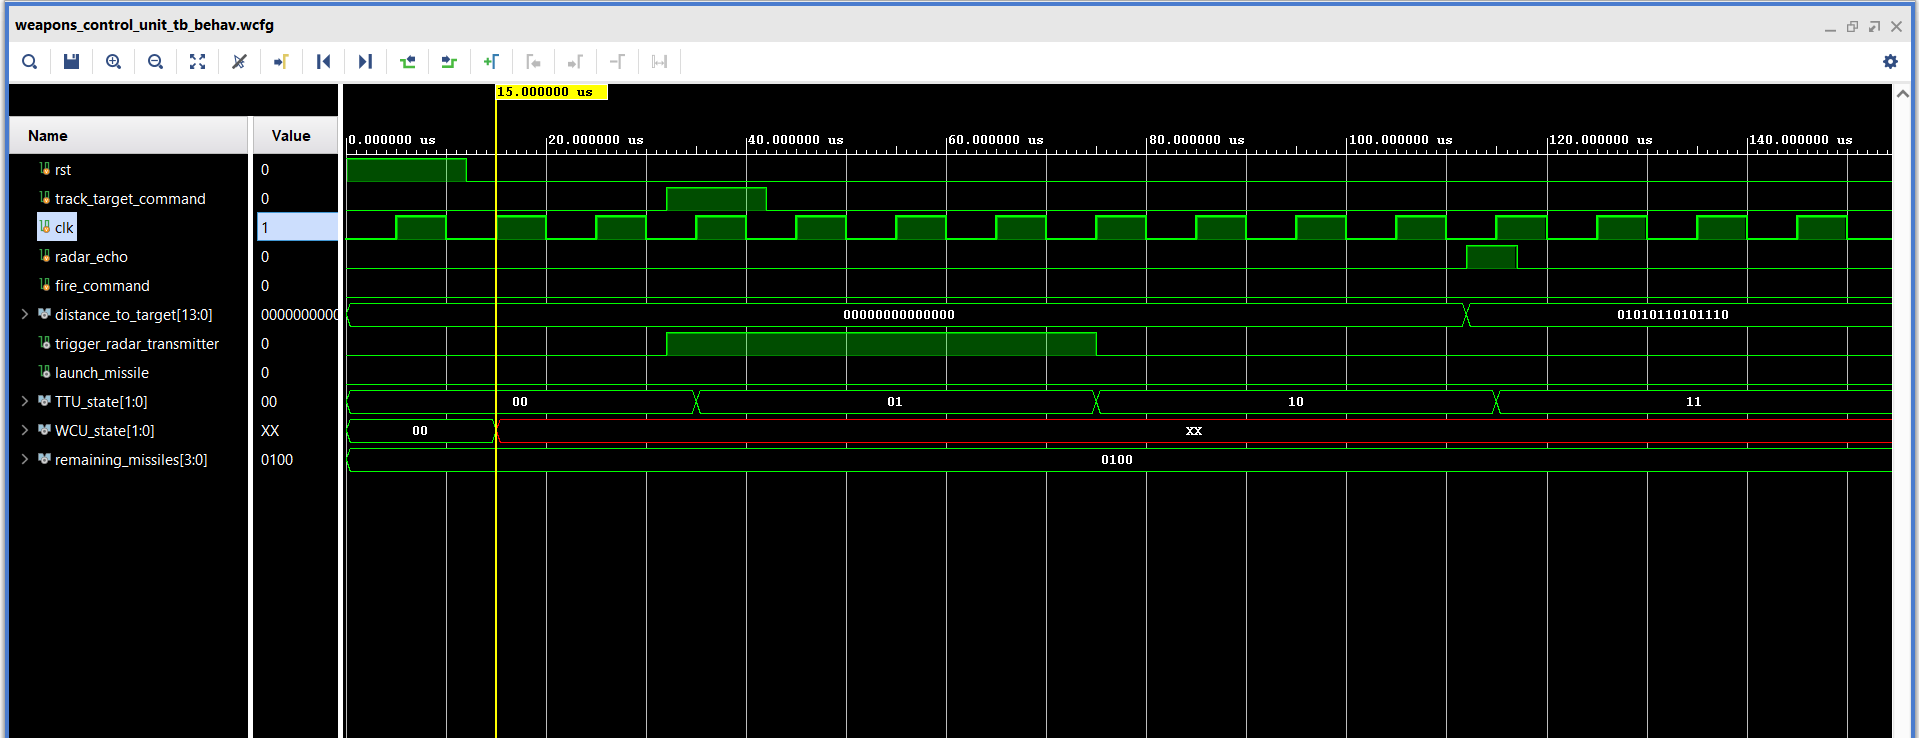 weapons_control_unit_tb_behav.wcfg
15.000000 us
Name Value
0.000000 us 20.000000 us 40.000000 us 60.000000 us 80.000000 us 100.000000 us 120.000000 us 140.000000 us
rst 0
track_target_command 0
clk 1
radar_echo 0
fire_command 0
distance_to_target[13:0] 0000000000 00000000000000 01010110101110
trigger_radar_transmitter 0
launch_missile 0
TTU_state[1:0] 00 00 01 10 11
WCU_state[1:0] XX 00 XX
remaining_missiles[3:0] 0100 0100